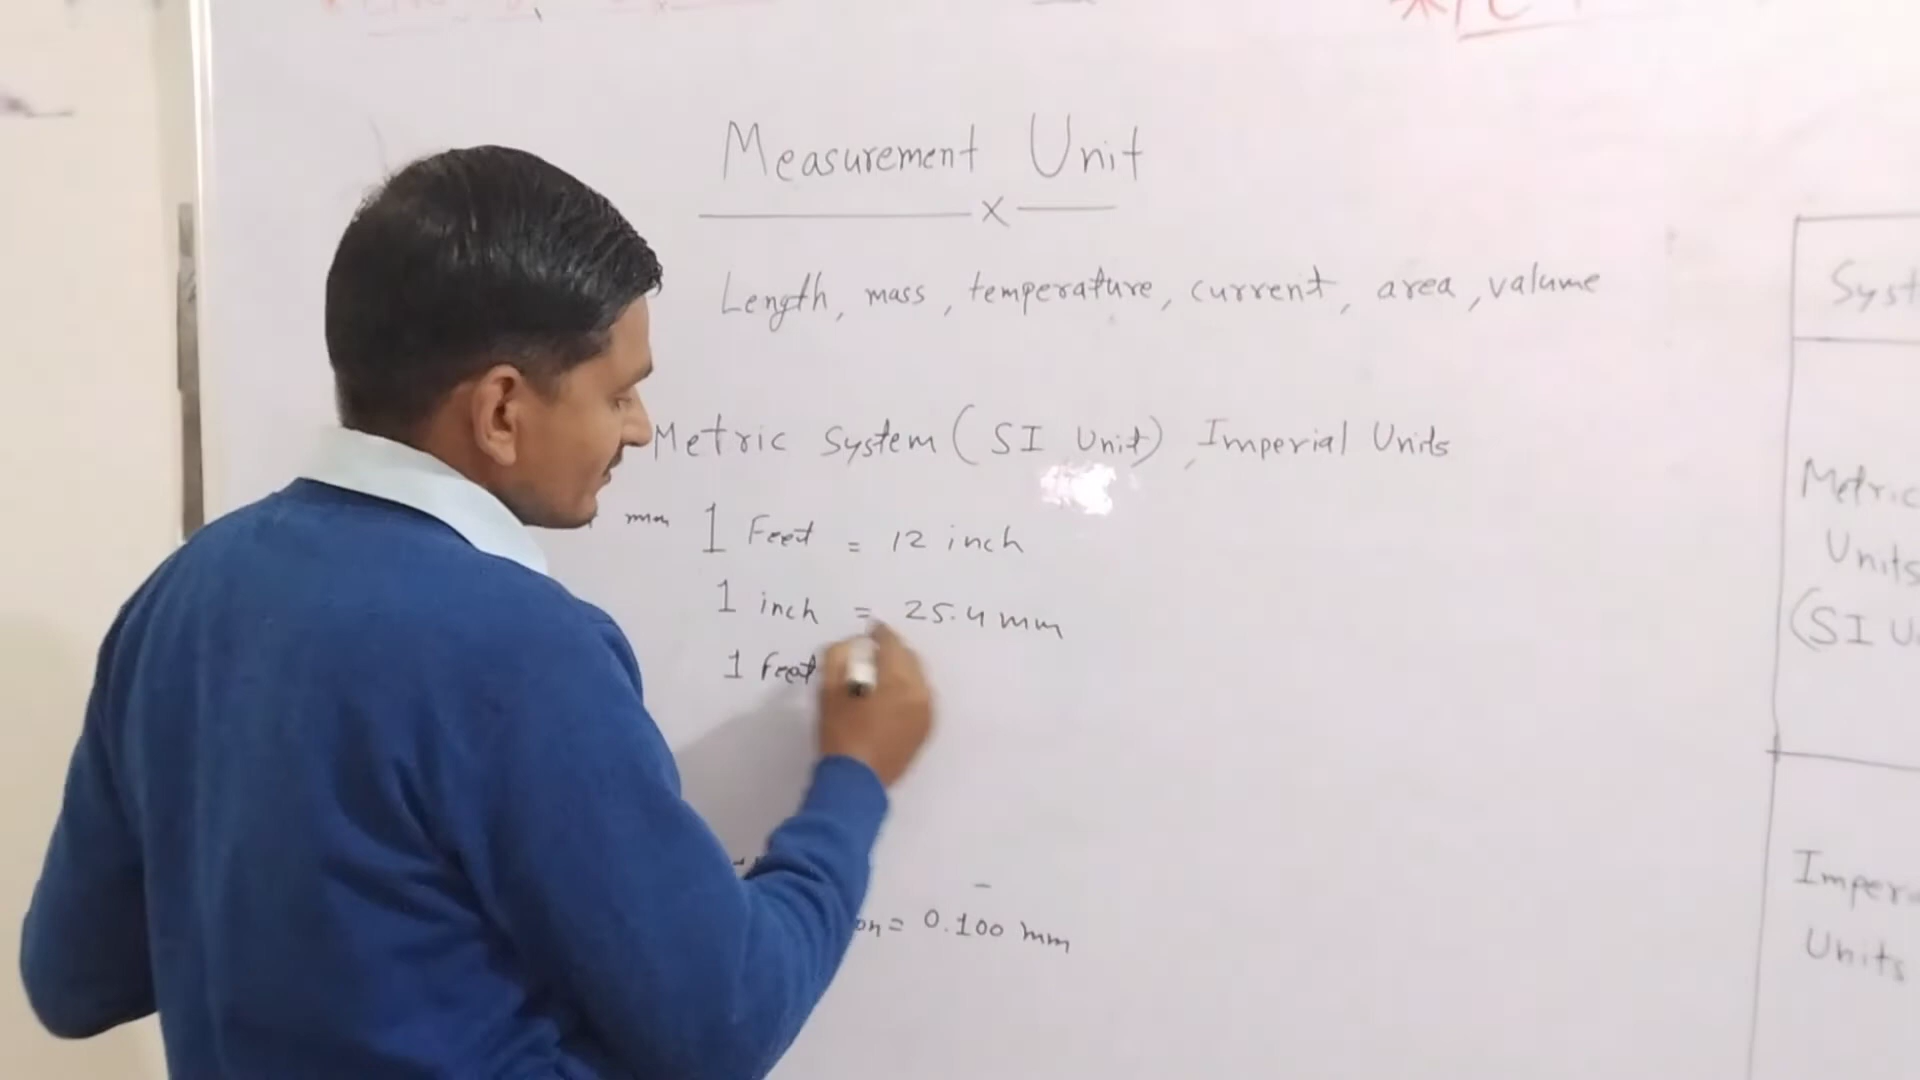 Measurement Unit
x
Length, mass, temperature, current, area, valume
Metric System (SI Unit), Imperial Units
mm 1 Feet = 12 inch
1 inch = 25.4 mm
1 feet
on = 0.100 mm
Syst
Metric
Units
(SI U
Imper
Units